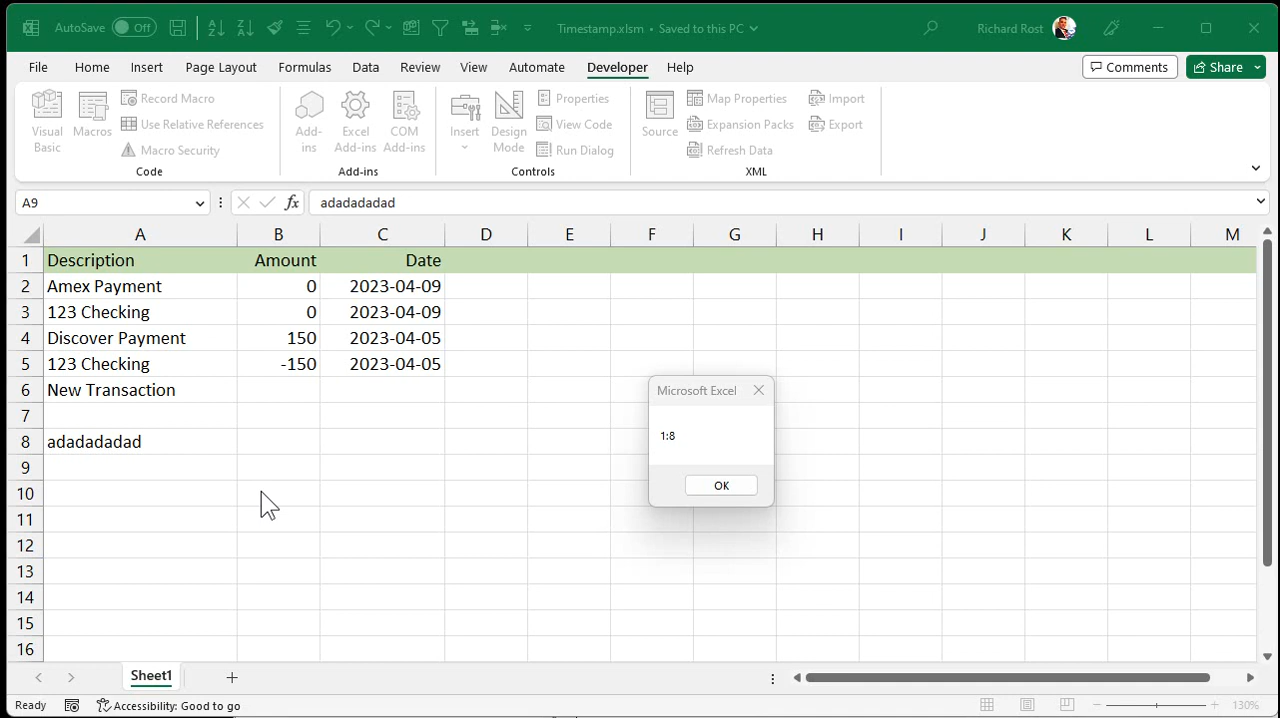 AutoSave Off Timestamp.xlsm • Saved to this PC Richard Rost
File Home Insert Page Layout Formulas Data Review View Automate Developer Help Comments Share
Visual Basic
Macros
Record Macro
Use Relative References
Macro Security
Code
Add-ins
Excel Add-ins
COM Add-ins
Add-ins
Insert
Design Mode
Properties
View Code
Run Dialog
Controls
Source
Map Properties
Expansion Packs
Refresh Data
Import
Export
XML
A9 fx adadadadad
A B C D E F G H I J K L M
1 Description Amount Date
2 Amex Payment 0 2023-04-09
3 123 Checking 0 2023-04-09
4 Discover Payment 150 2023-04-05
5 123 Checking -150 2023-04-05
6 New Transaction
7
8 adadadadad
9
10
11
12
13
14
15
16
Microsoft Excel
1:8
OK
Sheet1
Ready Accessibility: Good to go 130%